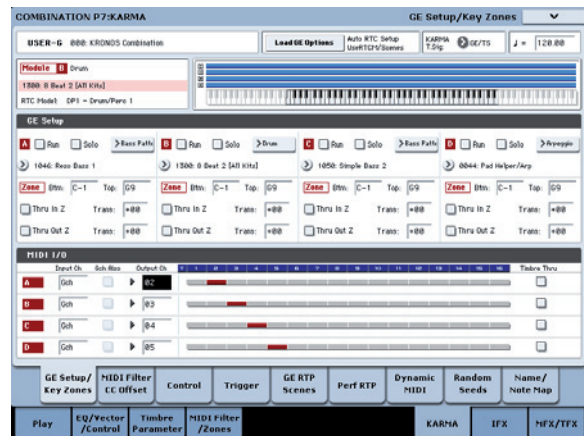 COMBINATION P7:KARMA GE Setup/Key Zones
USER-G 000: KRONOS Combination Load GE Options Auto RTC Setup KARMA T.Sig: GE/TS ♩ = 120.00
UseRTGM/Scenes
Module B Drum
1300: 8 Beat 2 [All Kits]
RTC Model: DP1 - Drum/Perc 1
GE Setup
A Run Solo >Bass Patt B Run Solo >Drum C Run Solo >Bass Patt D Run Solo >Arpeggio
1046: Reso Bass 1 1300: 8 Beat 2 [All Kits] 1050: Simple Bass 2 0044: Pad Helper/Arp
Zone Btm: C-1 Top: G9 Zone Btm: C-1 Top: G9 Zone Btm: C-1 Top: G9 Zone Btm: C-1 Top: G9
Thru In Z Trans: +00 Thru In Z Trans: +00 Thru In Z Trans: +00 Thru In Z Trans: +00
Thru Out Z Trans: +00 Thru Out Z Trans: +00 Thru Out Z Trans: +00 Thru Out Z Trans: +00
MIDI I/O
Input Ch Output Ch T 1 2 3 4 5 6 7 8 9 10 11 12 13 14 15 16 Timbre Thru
A Gch 02
B Gch 03
C Gch 04
D Gch 05
GE Setup/ Key Zones MIDI Filter CC Offset Control Trigger GE RTP Scenes Perf RTP Dynamic MIDI Random Seeds Name/ Note Map
Play EQ/Vector /Control Timbre Parameter MIDI Filter /Zones KARMA IFX MFX/TFX